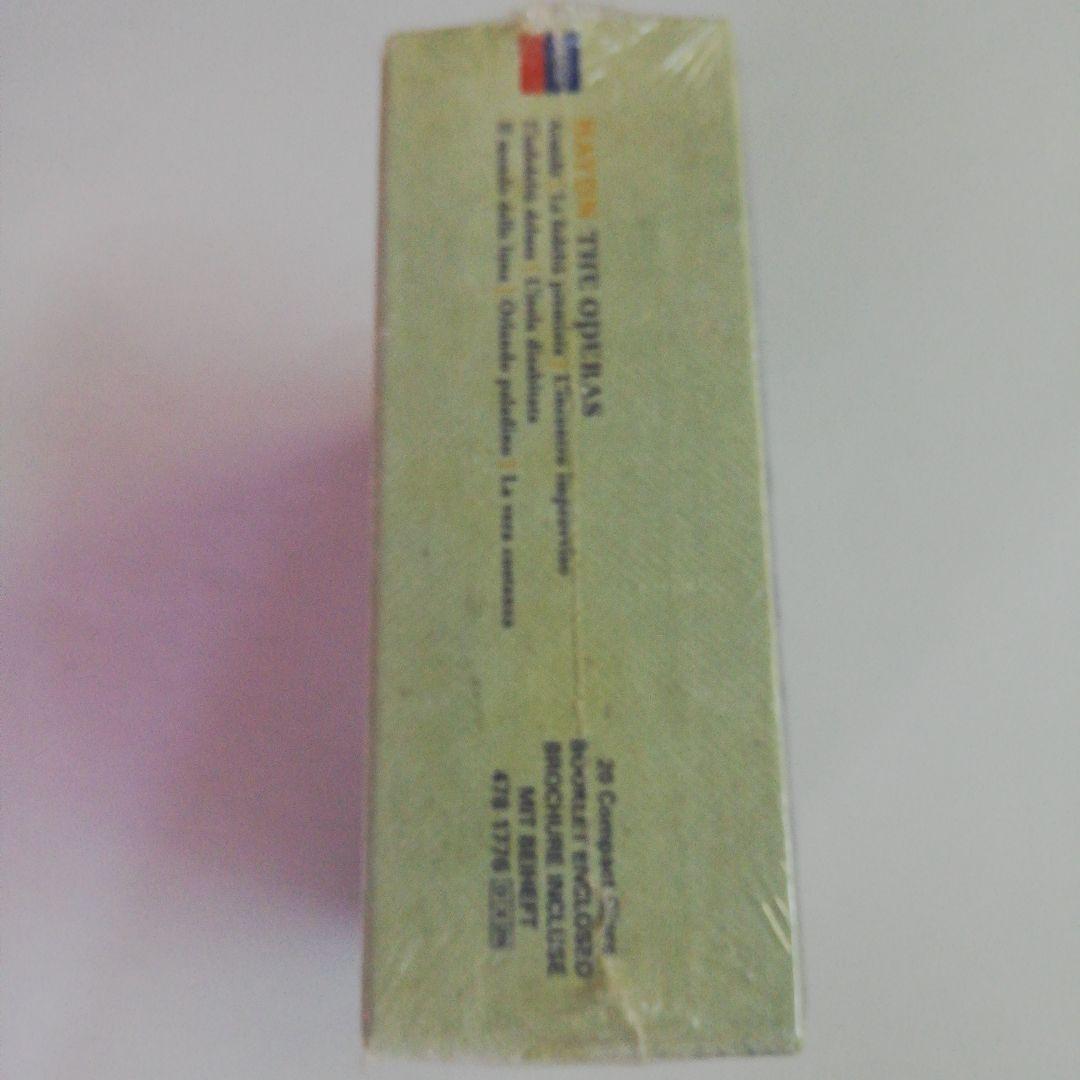 HAYDN THE OPERAS
Armida | La fedeltà premiata | L'incontro improvviso
L'infedeltà delusa | L'isola disabitata
Il mondo della luna | Orlando paladino | La vera costanza
20 Compact Discs
BOOKLET ENCLOSED
BROCHURE INCLUSE
MIT BEIHEFT
478 1776